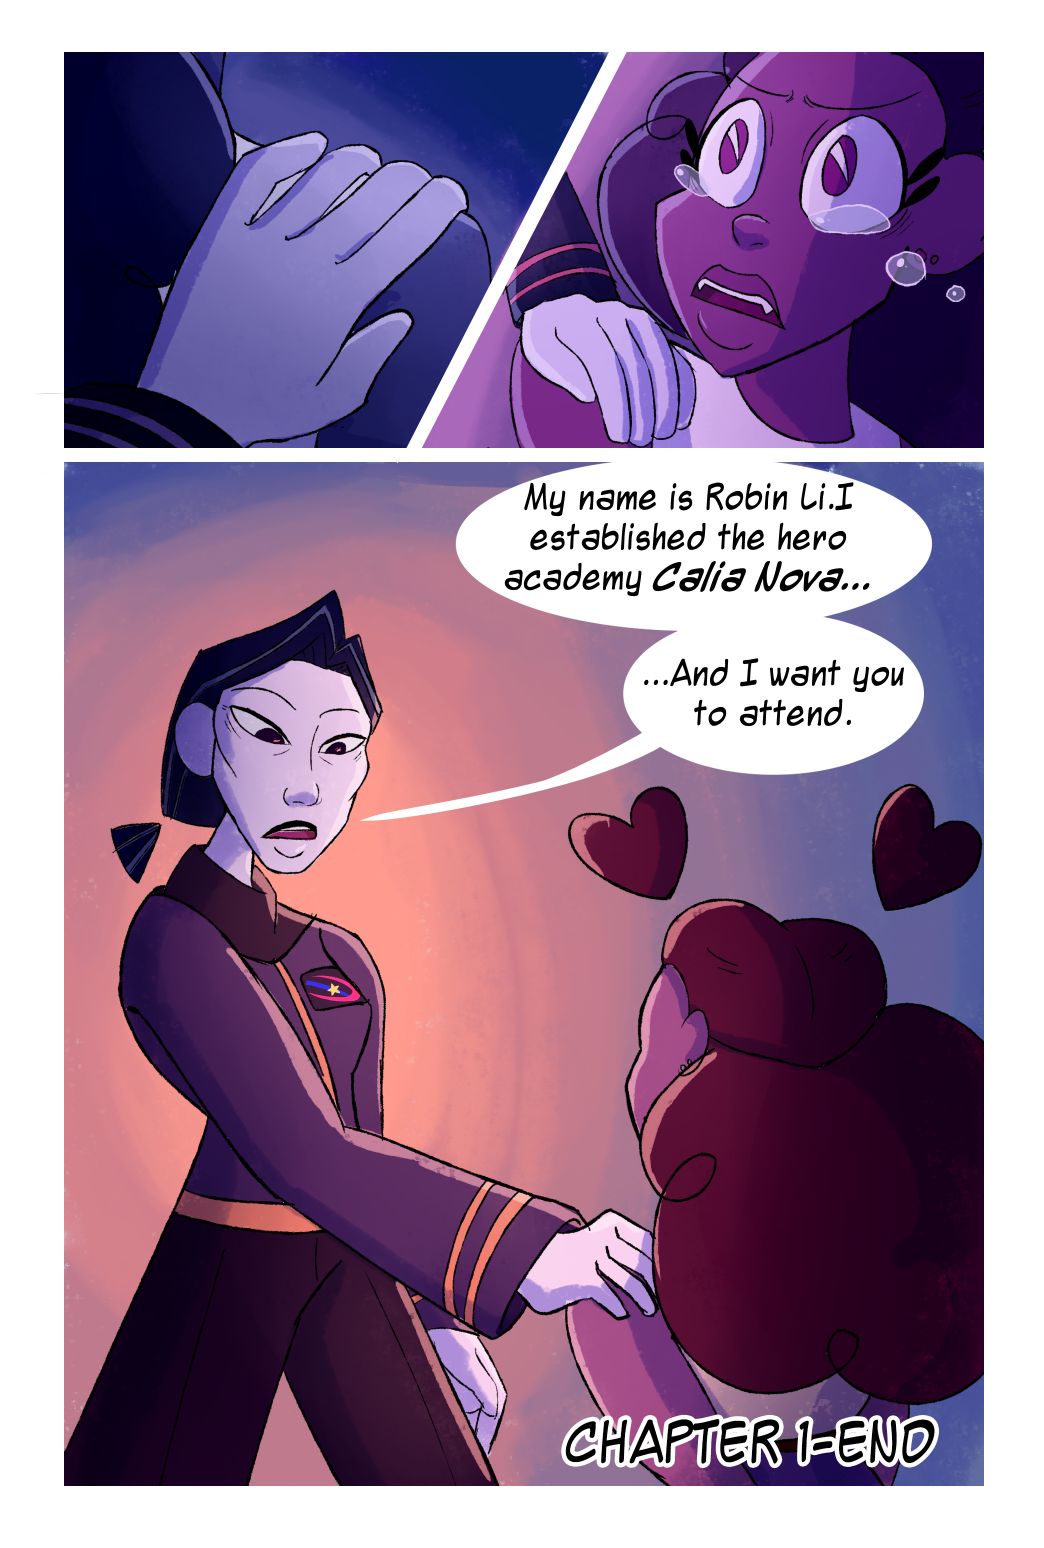 My name is Robin Li.I
established the hero
academy Calia Nova...
...And I want you
to attend.
CHAPTER 1-END